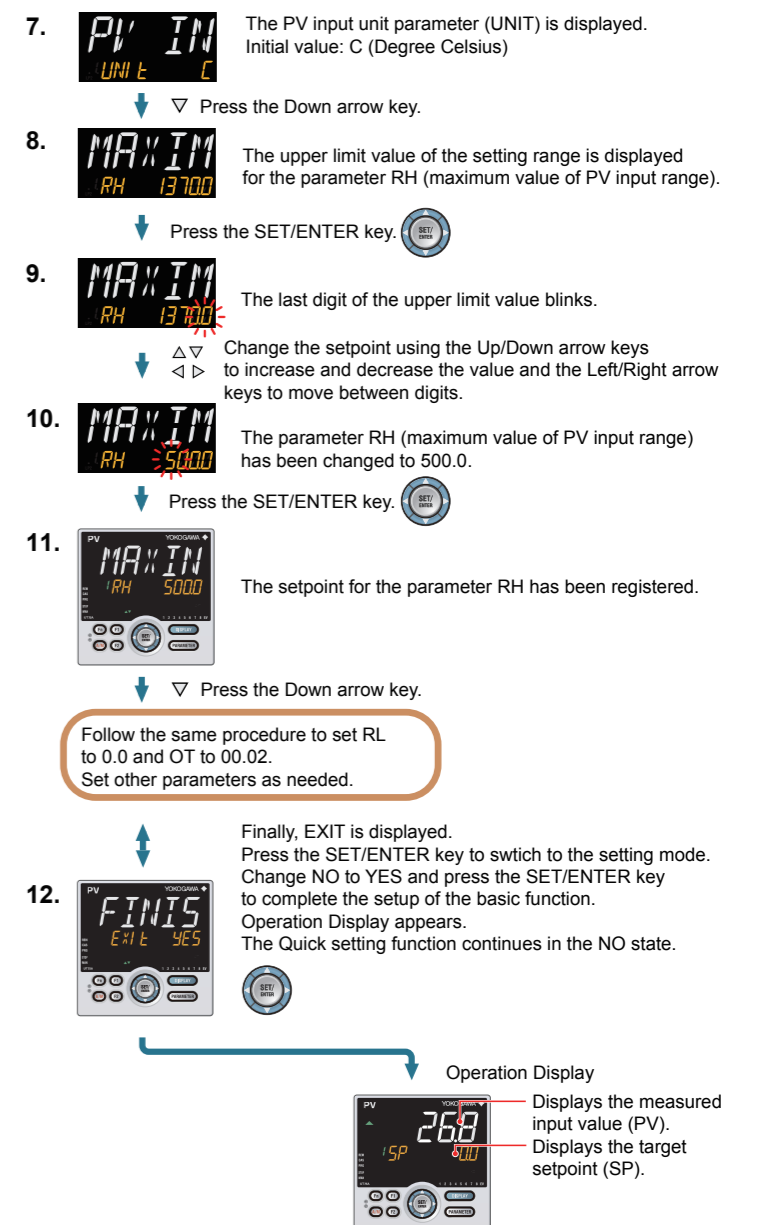 7.
PV IN
UNIT C
The PV input unit parameter (UNIT) is displayed.
Initial value: C (Degree Celsius)
▽ Press the Down arrow key.
8.
MAXIM
RH 1370.0
The upper limit value of the setting range is displayed
for the parameter RH (maximum value of PV input range).
Press the SET/ENTER key.
SET/
ENTER
9.
MAXIM
RH 1370.0
The last digit of the upper limit value blinks.
△ ▽
◁ ▷
Change the setpoint using the Up/Down arrow keys
to increase and decrease the value and the Left/Right arrow
keys to move between digits.
10.
MAXIM
RH 500.0
The parameter RH (maximum value of PV input range)
has been changed to 500.0.
Press the SET/ENTER key.
SET/
ENTER
11.
PV YOKOGAWA
MAXIN
RH 500.0
SET/
ENTER
DISPLAY
PARAMETER
The setpoint for the parameter RH has been registered.
▽ Press the Down arrow key.
Follow the same procedure to set RL
to 0.0 and OT to 00.02.
Set other parameters as needed.
12.
Finally, EXIT is displayed.
Press the SET/ENTER key to swtich to the setting mode.
Change NO to YES and press the SET/ENTER key
to complete the setup of the basic function.
Operation Display appears.
The Quick setting function continues in the NO state.
PV YOKOGAWA
FINIS
EXIT YES
SET/
ENTER
DISPLAY
PARAMETER
SET/
ENTER
Operation Display
PV YOKOGAWA
26.8
SP 0.0
SET/
ENTER
DISPLAY
PARAMETER
Displays the measured
input value (PV).
Displays the target
setpoint (SP).